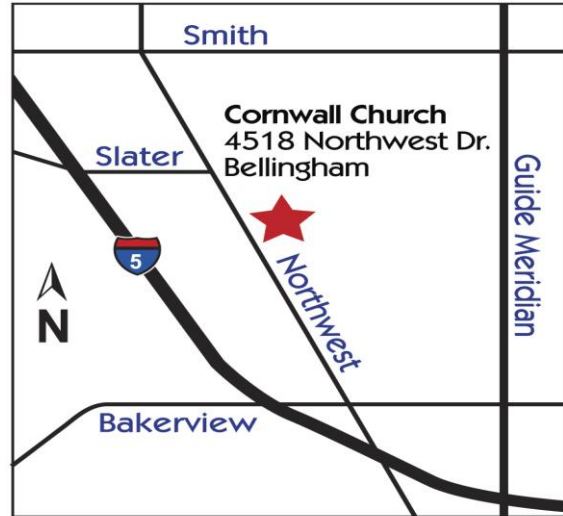 Smith
Cornwall Church
4518 Northwest Dr.
Bellingham
Slater
Guide Meridian
5
Northwest
N
Bakerview